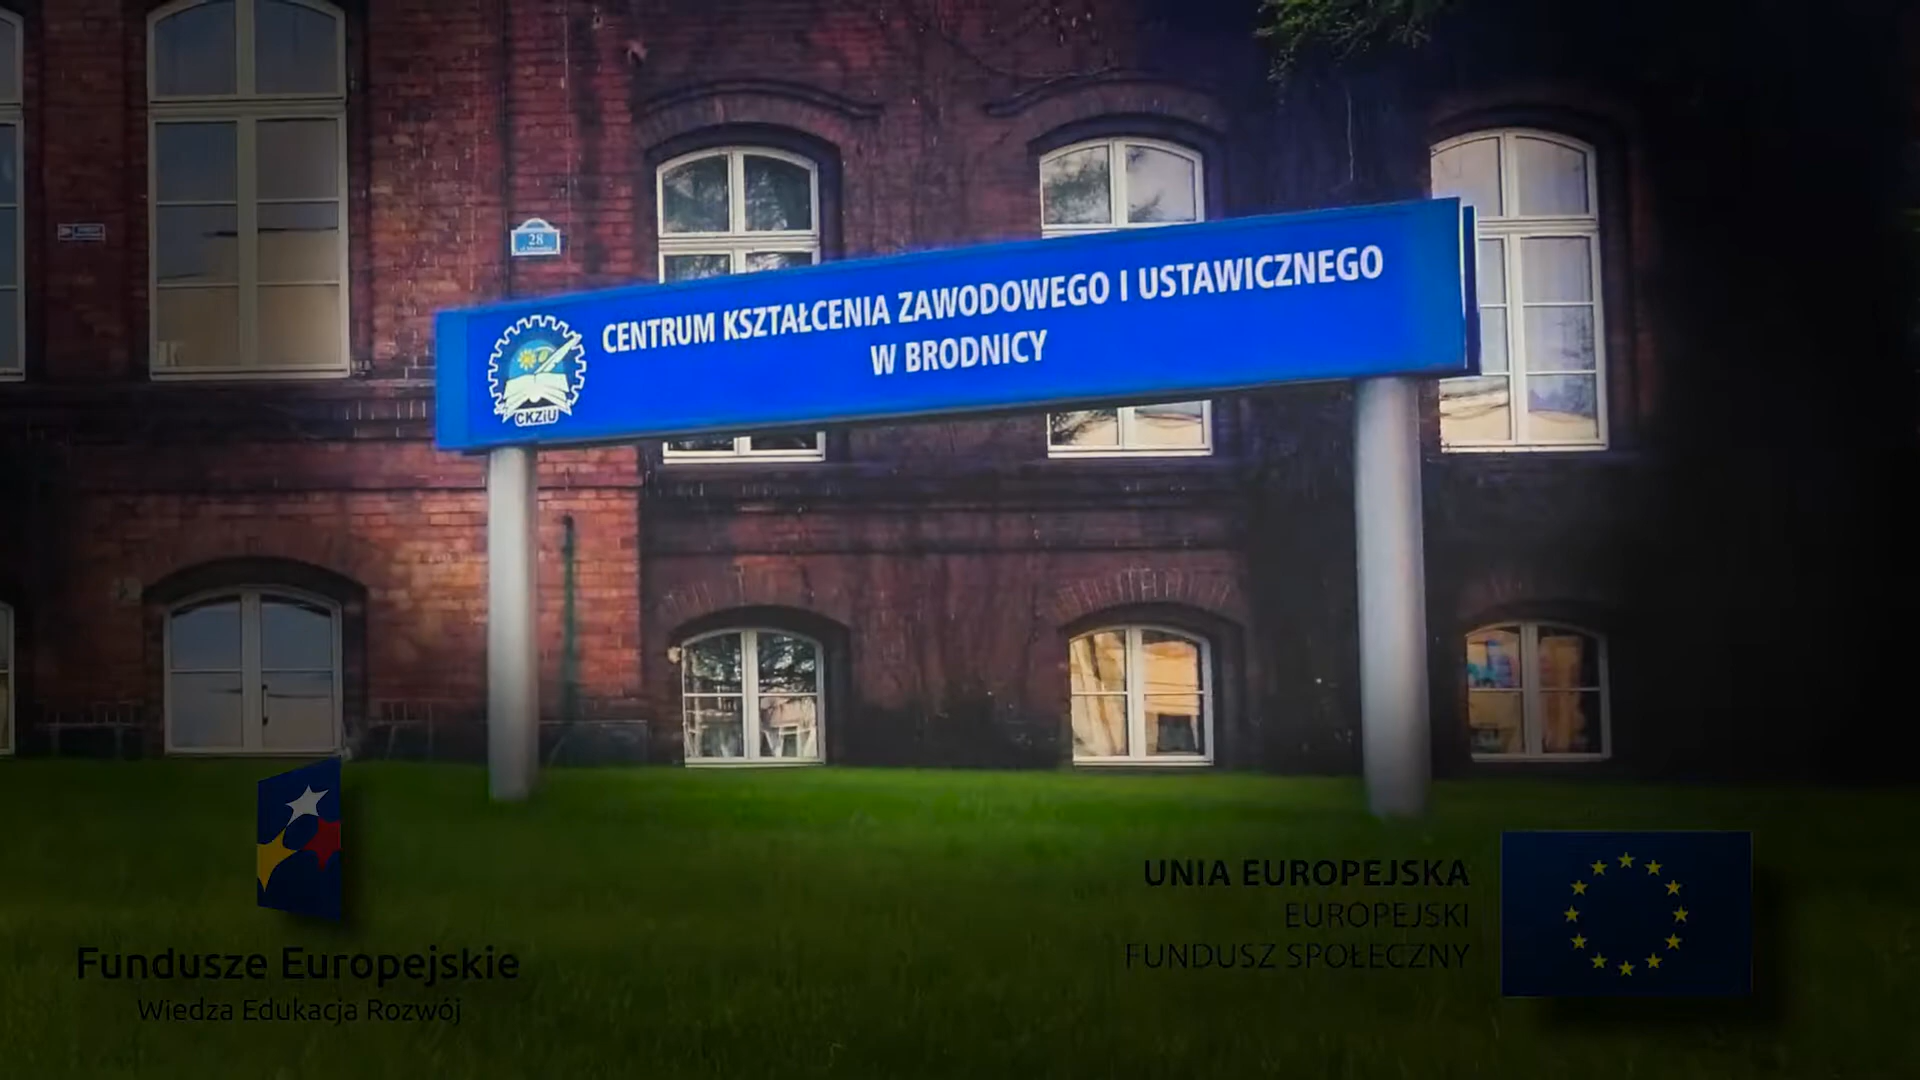 28
CENTRUM KSZTAŁCENIA ZAWODOWEGO I USTAWICZNEGO
W BRODNICY
CKZiU
Fundusze Europejskie
Wiedza Edukacja Rozwój
UNIA EUROPEJSKA
EUROPEJSKI
FUNDUSZ SPOŁECZNY